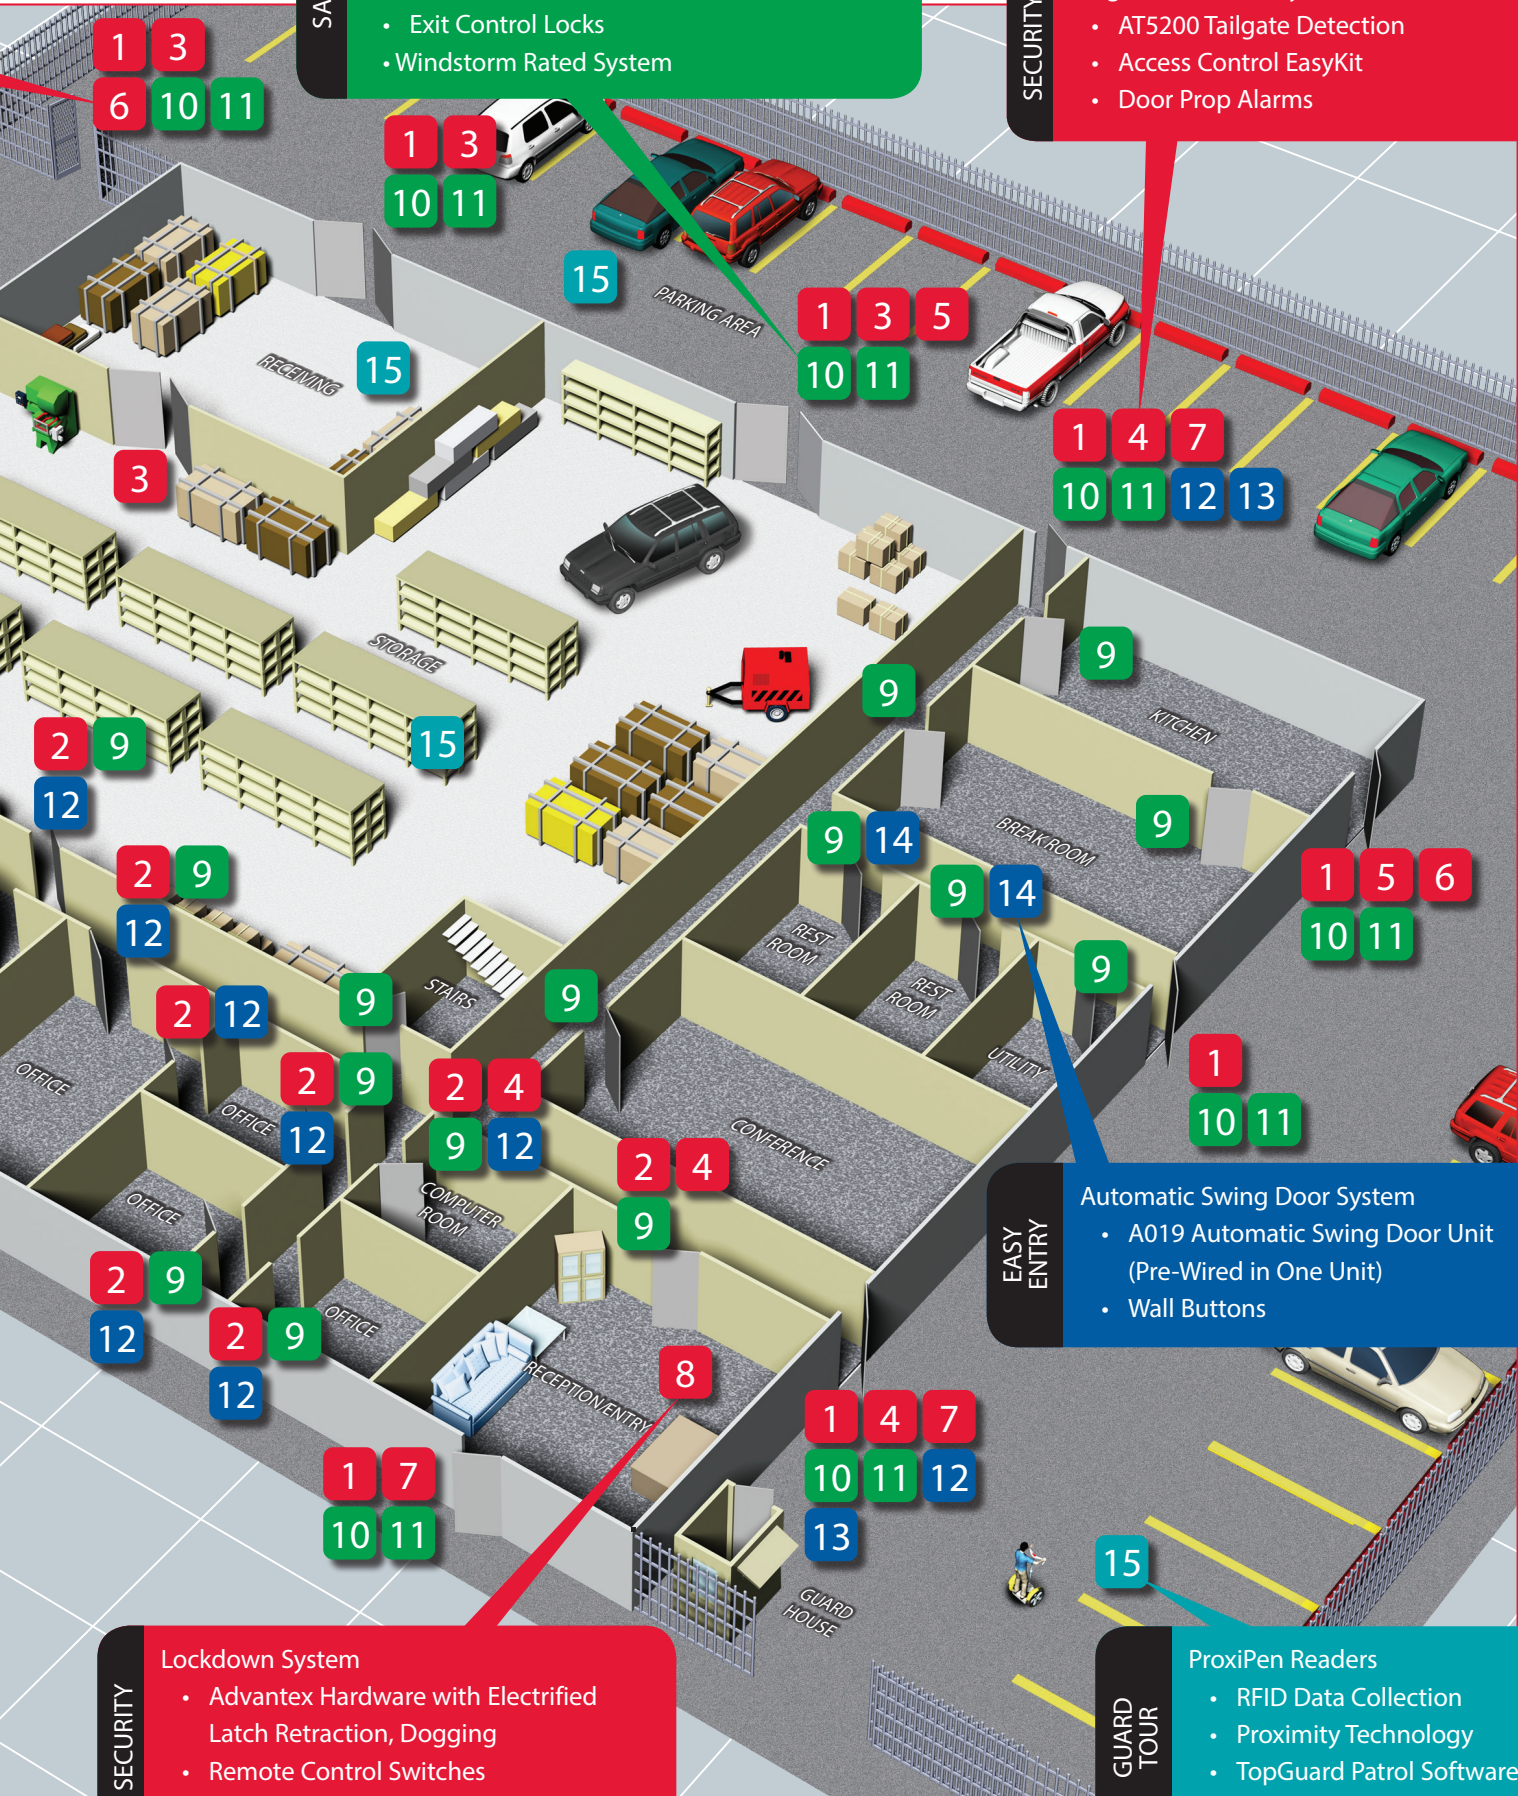 SA
• Exit Control Locks
• Windstorm Rated System
SECURITY
• AT5200 Tailgate Detection
• Access Control EasyKit
• Door Prop Alarms
1 3
6 10 11
1 3
10 11
15
PARKING AREA
1 3 5
10 11
RECEIVING
15
3
1 4 7
10 11 12 13
STORAGE
15
9
9
KITCHEN
2 9
12
9
BREAK ROOM
9 14
9 14
2 9
12
1 5 6
10 11
REST
ROOM
REST
ROOM
9
UTILITY
STAIRS
9
9
2 12
OFFICE
2 9
12
OFFICE
2 4
9 12
1
10 11
CONFERENCE
2 4
9
COMPUTER
ROOM
OFFICE
2 9
12
2 9
12
OFFICE
EASY
ENTRY
Automatic Swing Door System
• A019 Automatic Swing Door Unit
(Pre-Wired in One Unit)
• Wall Buttons
RECEPTION/ENTRY
8
1 4 7
10 11 12
13
1 7
10 11
15
GUARD
HOUSE
SECURITY
Lockdown System
• Advantex Hardware with Electrified
Latch Retraction, Dogging
• Remote Control Switches
GUARD
TOUR
ProxiPen Readers
• RFID Data Collection
• Proximity Technology
• TopGuard Patrol Software